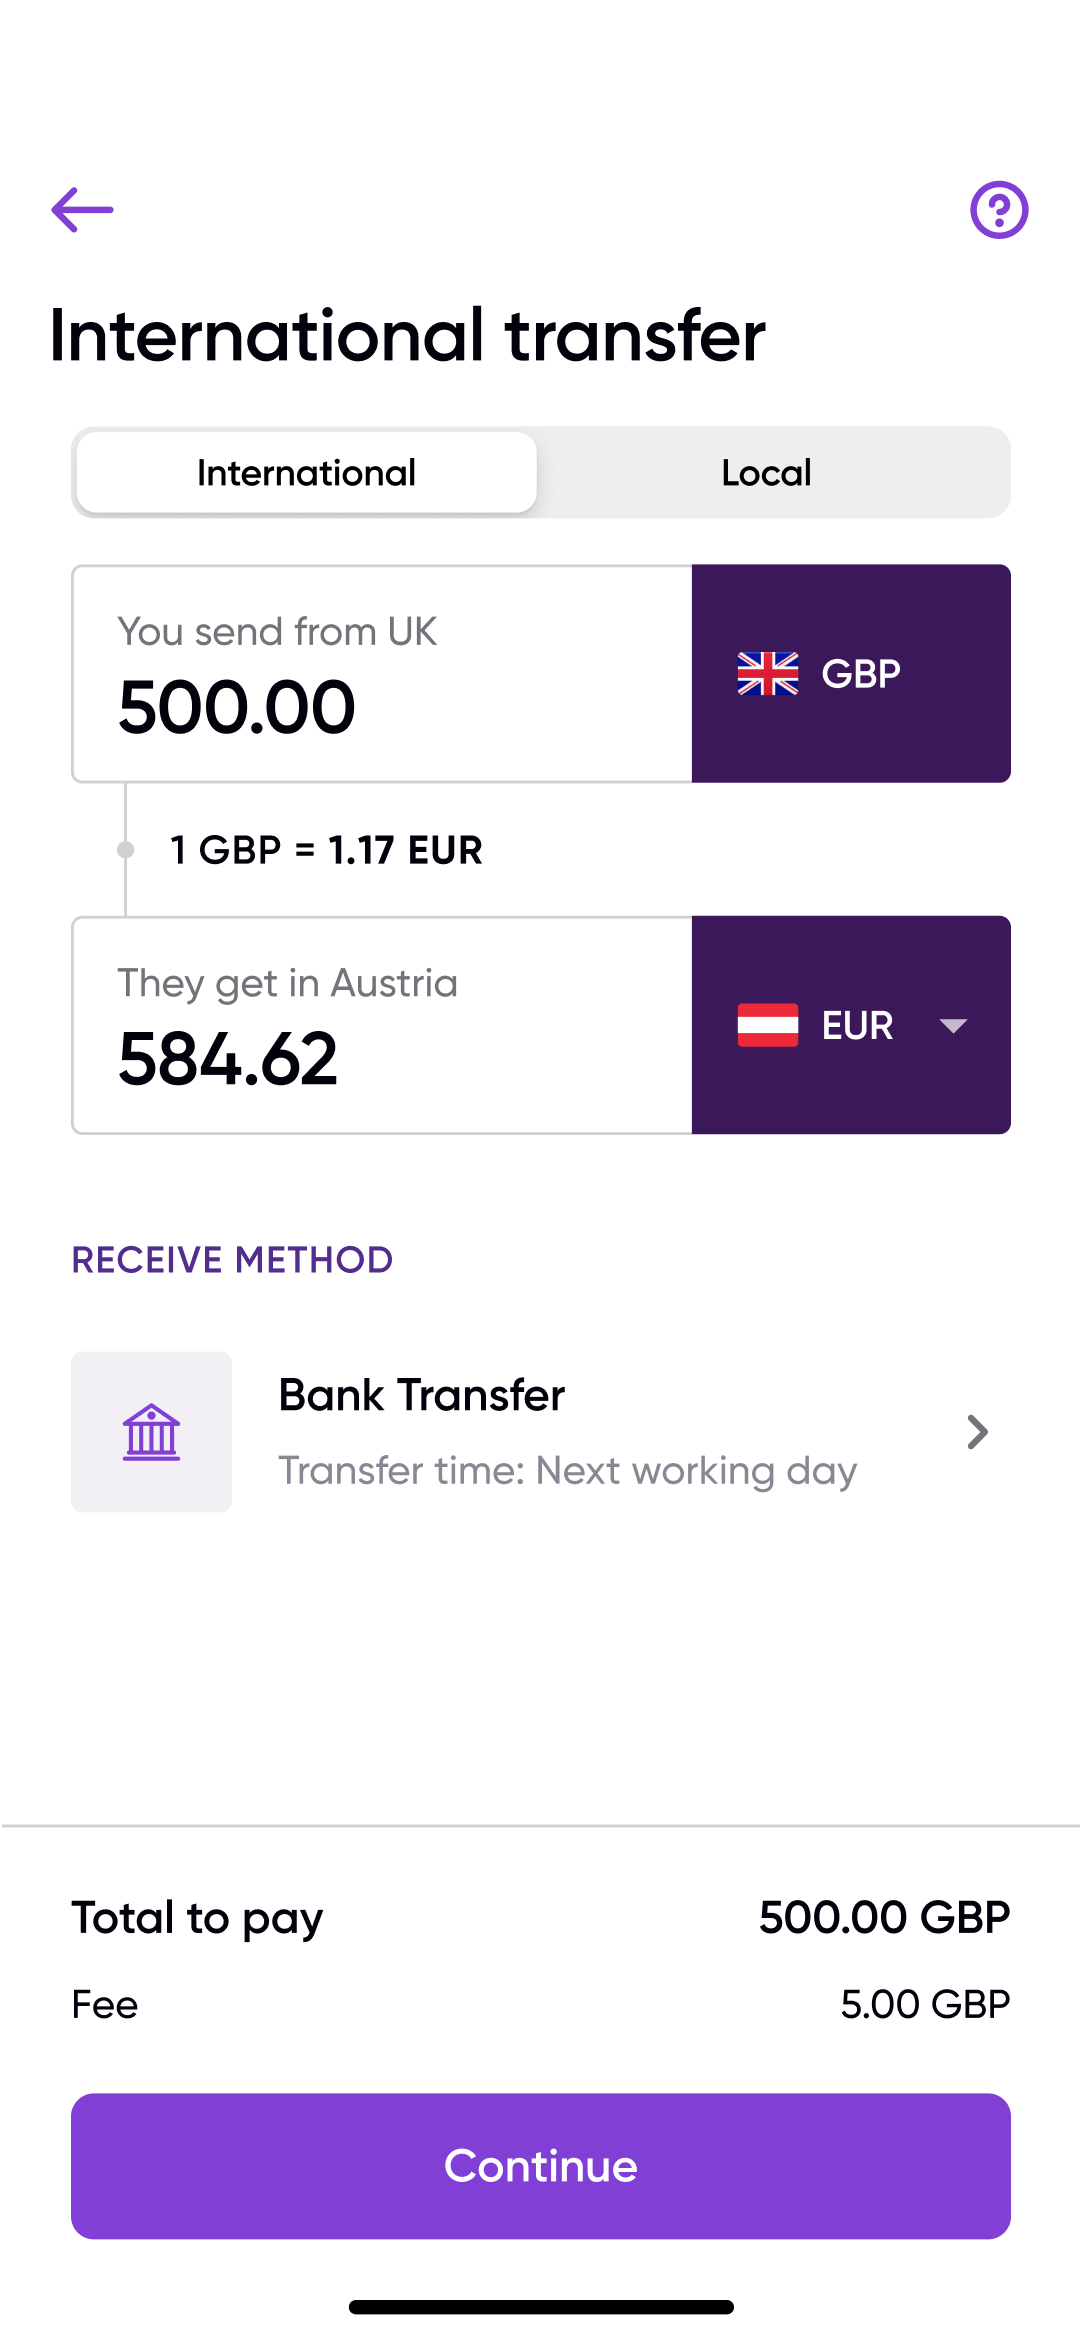 International transfer
International
Local
You send from UK
500.00
GBP
1 GBP = 1.17 EUR
They get in Austria
584.62
EUR
RECEIVE METHOD
Bank Transfer
Transfer time: Next working day
Total to pay
500.00 GBP
Fee
5.00 GBP
Continue